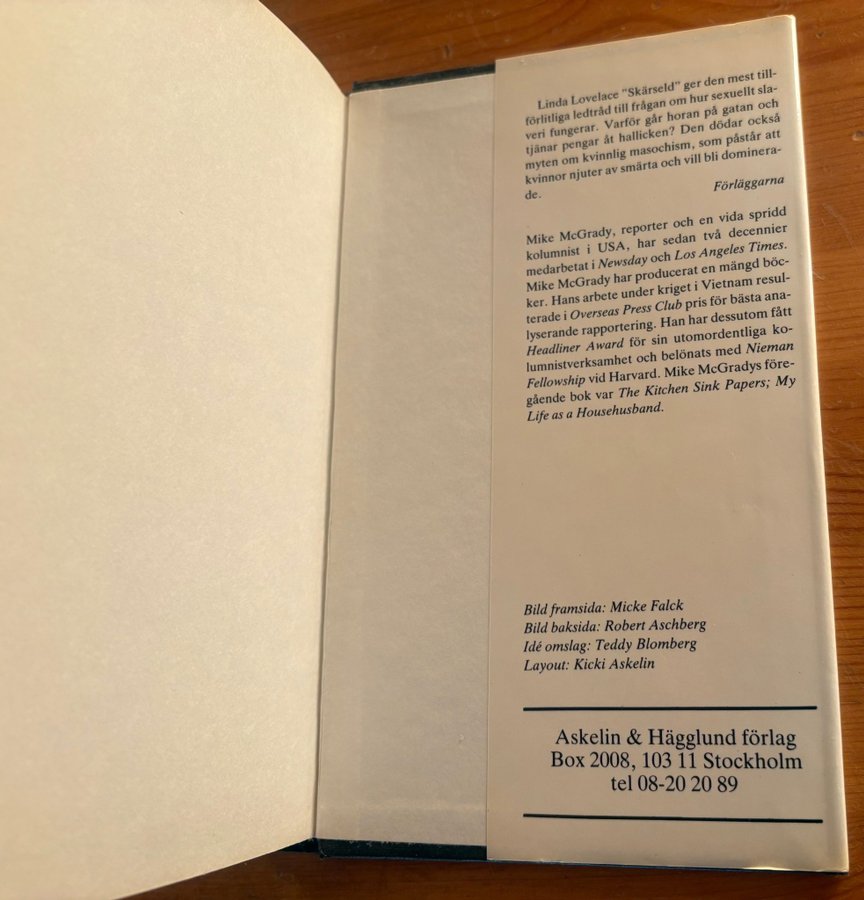 Linda Lovelace "Skärseld" ger den mest till-
förlitliga ledtråd till frågan om hur sexuellt sla-
veri fungerar. Varför går horan på gatan och
tjänar pengar åt hallicken? Den dödar också
myten om kvinnlig masochism, som påstår att
kvinnor njuter av smärta och vill bli dominera-
de.
Förläggarna
Mike McGrady, reporter och en vida spridd
kolumnist i USA, har sedan två decennier
medarbetat i Newsday och Los Angeles Times.
Mike McGrady har producerat en mängd böc-
ker. Hans arbete under kriget i Vietnam resul-
terade i Overseas Press Club pris för bästa ana-
lyserande rapportering. Han har dessutom fått
Headliner Award för sin utomordentliga ko-
lumnistverksamhet och belönats med Nieman
Fellowship vid Harvard. Mike McGradys före-
gående bok var The Kitchen Sink Papers; My
Life as a Househusband.
Bild framsida: Micke Falck
Bild baksida: Robert Aschberg
Idé omslag: Teddy Blomberg
Layout: Kicki Askelin
Askelin & Hägglund förlag
Box 2008, 103 11 Stockholm
tel 08-20 20 89